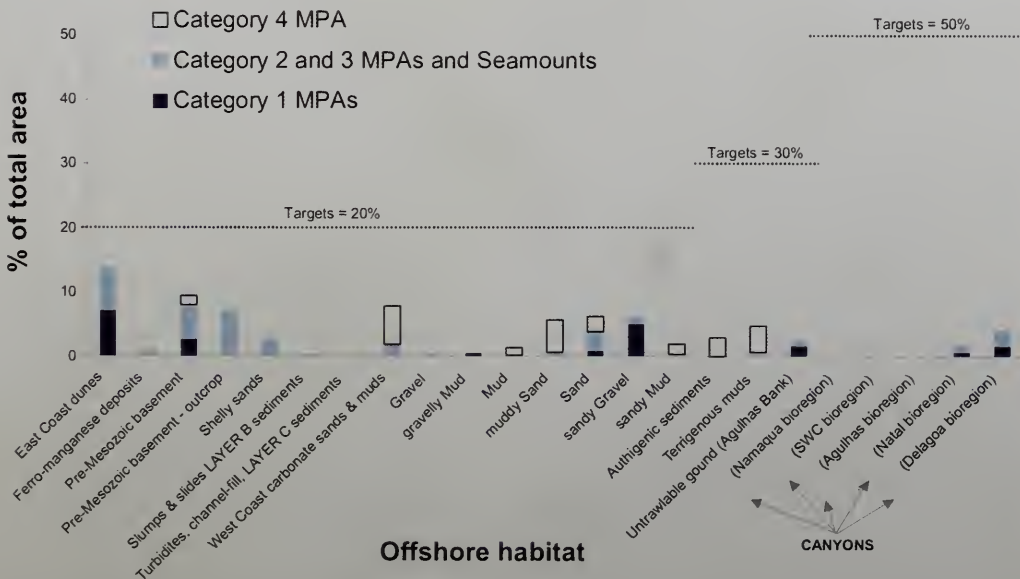 50
40
30
20
10
0
% of total area
Category 4 MPA
Category 2 and 3 MPAs and Seamounts
Category 1 MPAs
Targets = 50%
Targets = 30%
Targets = 20%
East Coast dunes
Ferro-manganese deposits
Pre-Mesozoic basement
Pre-Mesozoic basement - outcrop
Shelly sands
Slumps & slides LAYER B sediments
Turbidites. channel-fill, LAYER C sediments
West Coast carbonate sands & muds
Gravel
gravelly Mud
Mud
muddy Sand
Sand
sandy Gravel
sandy Mud
Authigenic sediments
Terrigenous muds
Untrawlable gound (Agulhas Bank)
(Namaqua bioregion)
(SWC bioregion)
(Agulhas bioregion)
(Natal bioregion)
(Delagoa bioregion)
CANYONS
Offshore habitat